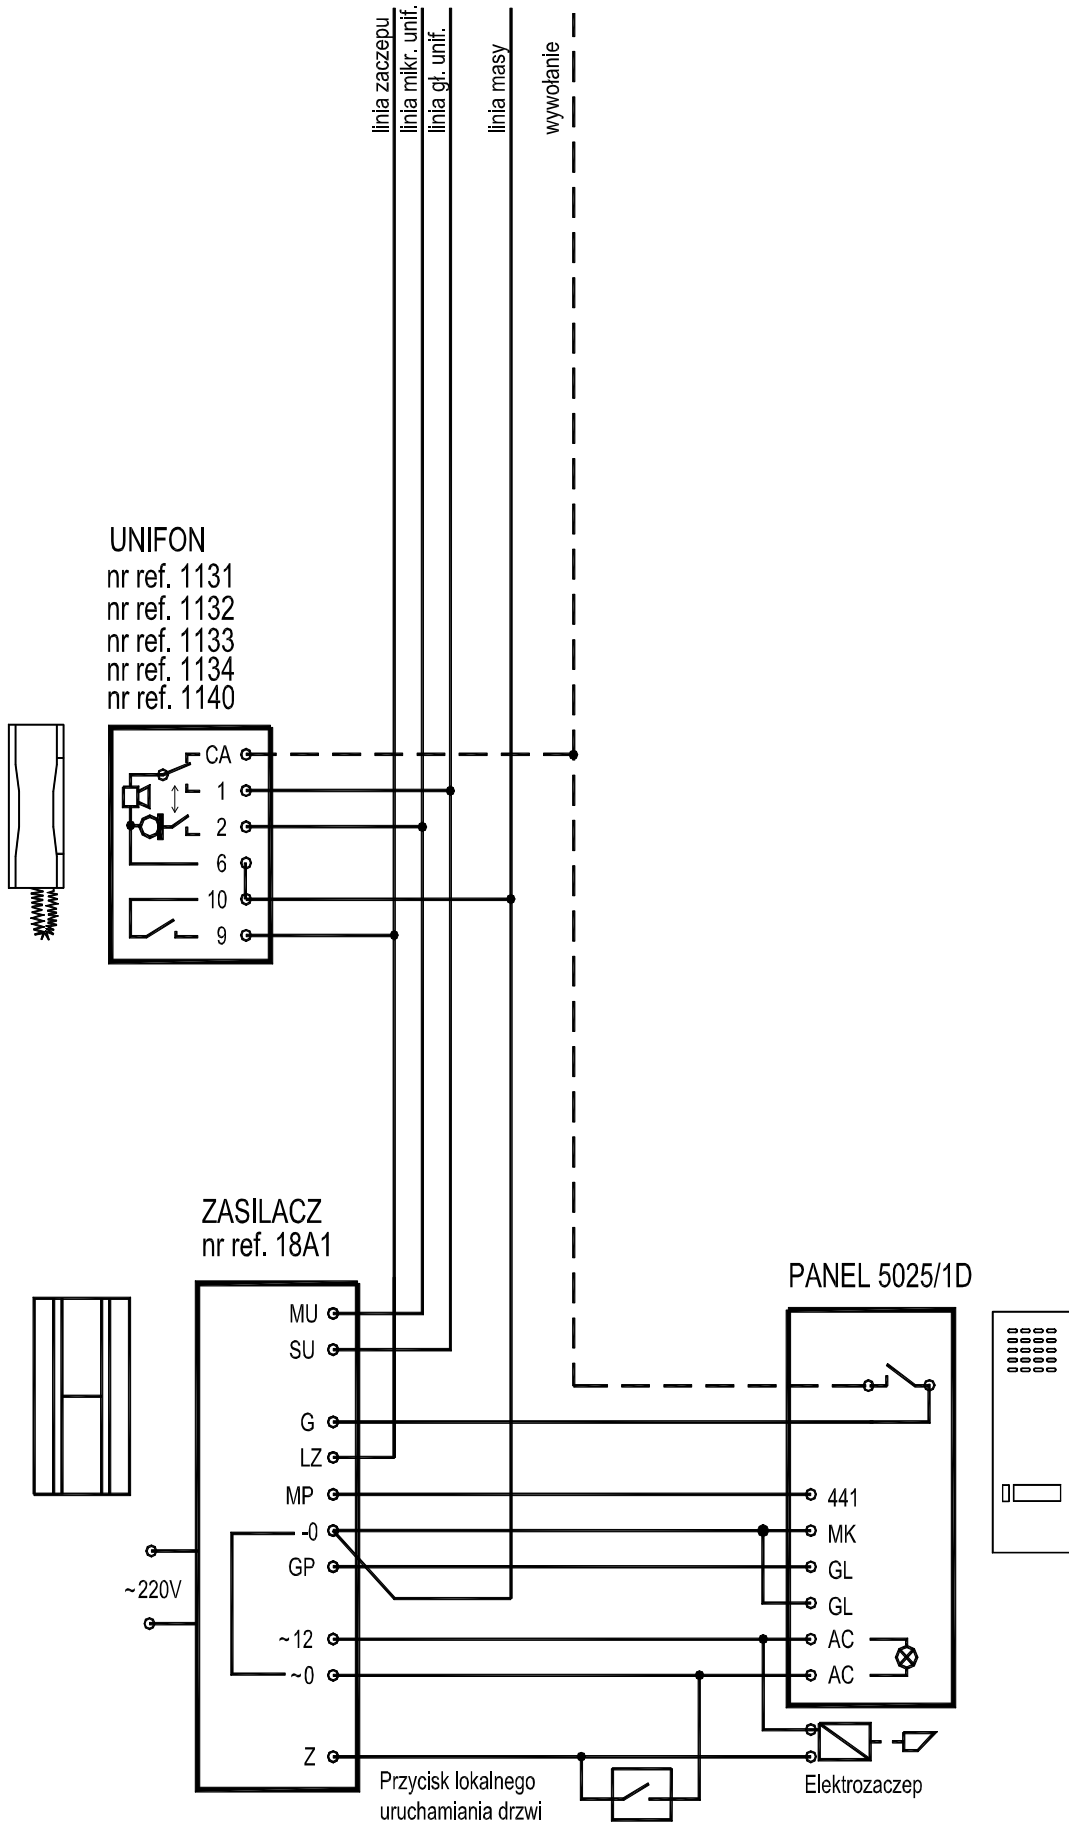 linia zaczepu
linia mikr. unif.
linia gł. unif.
linia masy
wywołanie
UNIFON
nr ref. 1131
nr ref. 1132
nr ref. 1133
nr ref. 1134
nr ref. 1140
CA
1
2
6
10
9
ZASILACZ
nr ref. 18A1
MU
SU
G
LZ
MP
-0
GP
~12
~0
Z
~220V
PANEL 5025/1D
441
MK
GL
GL
AC
AC
Elektrozaczep
Przycisk lokalnego
uruchamiania drzwi